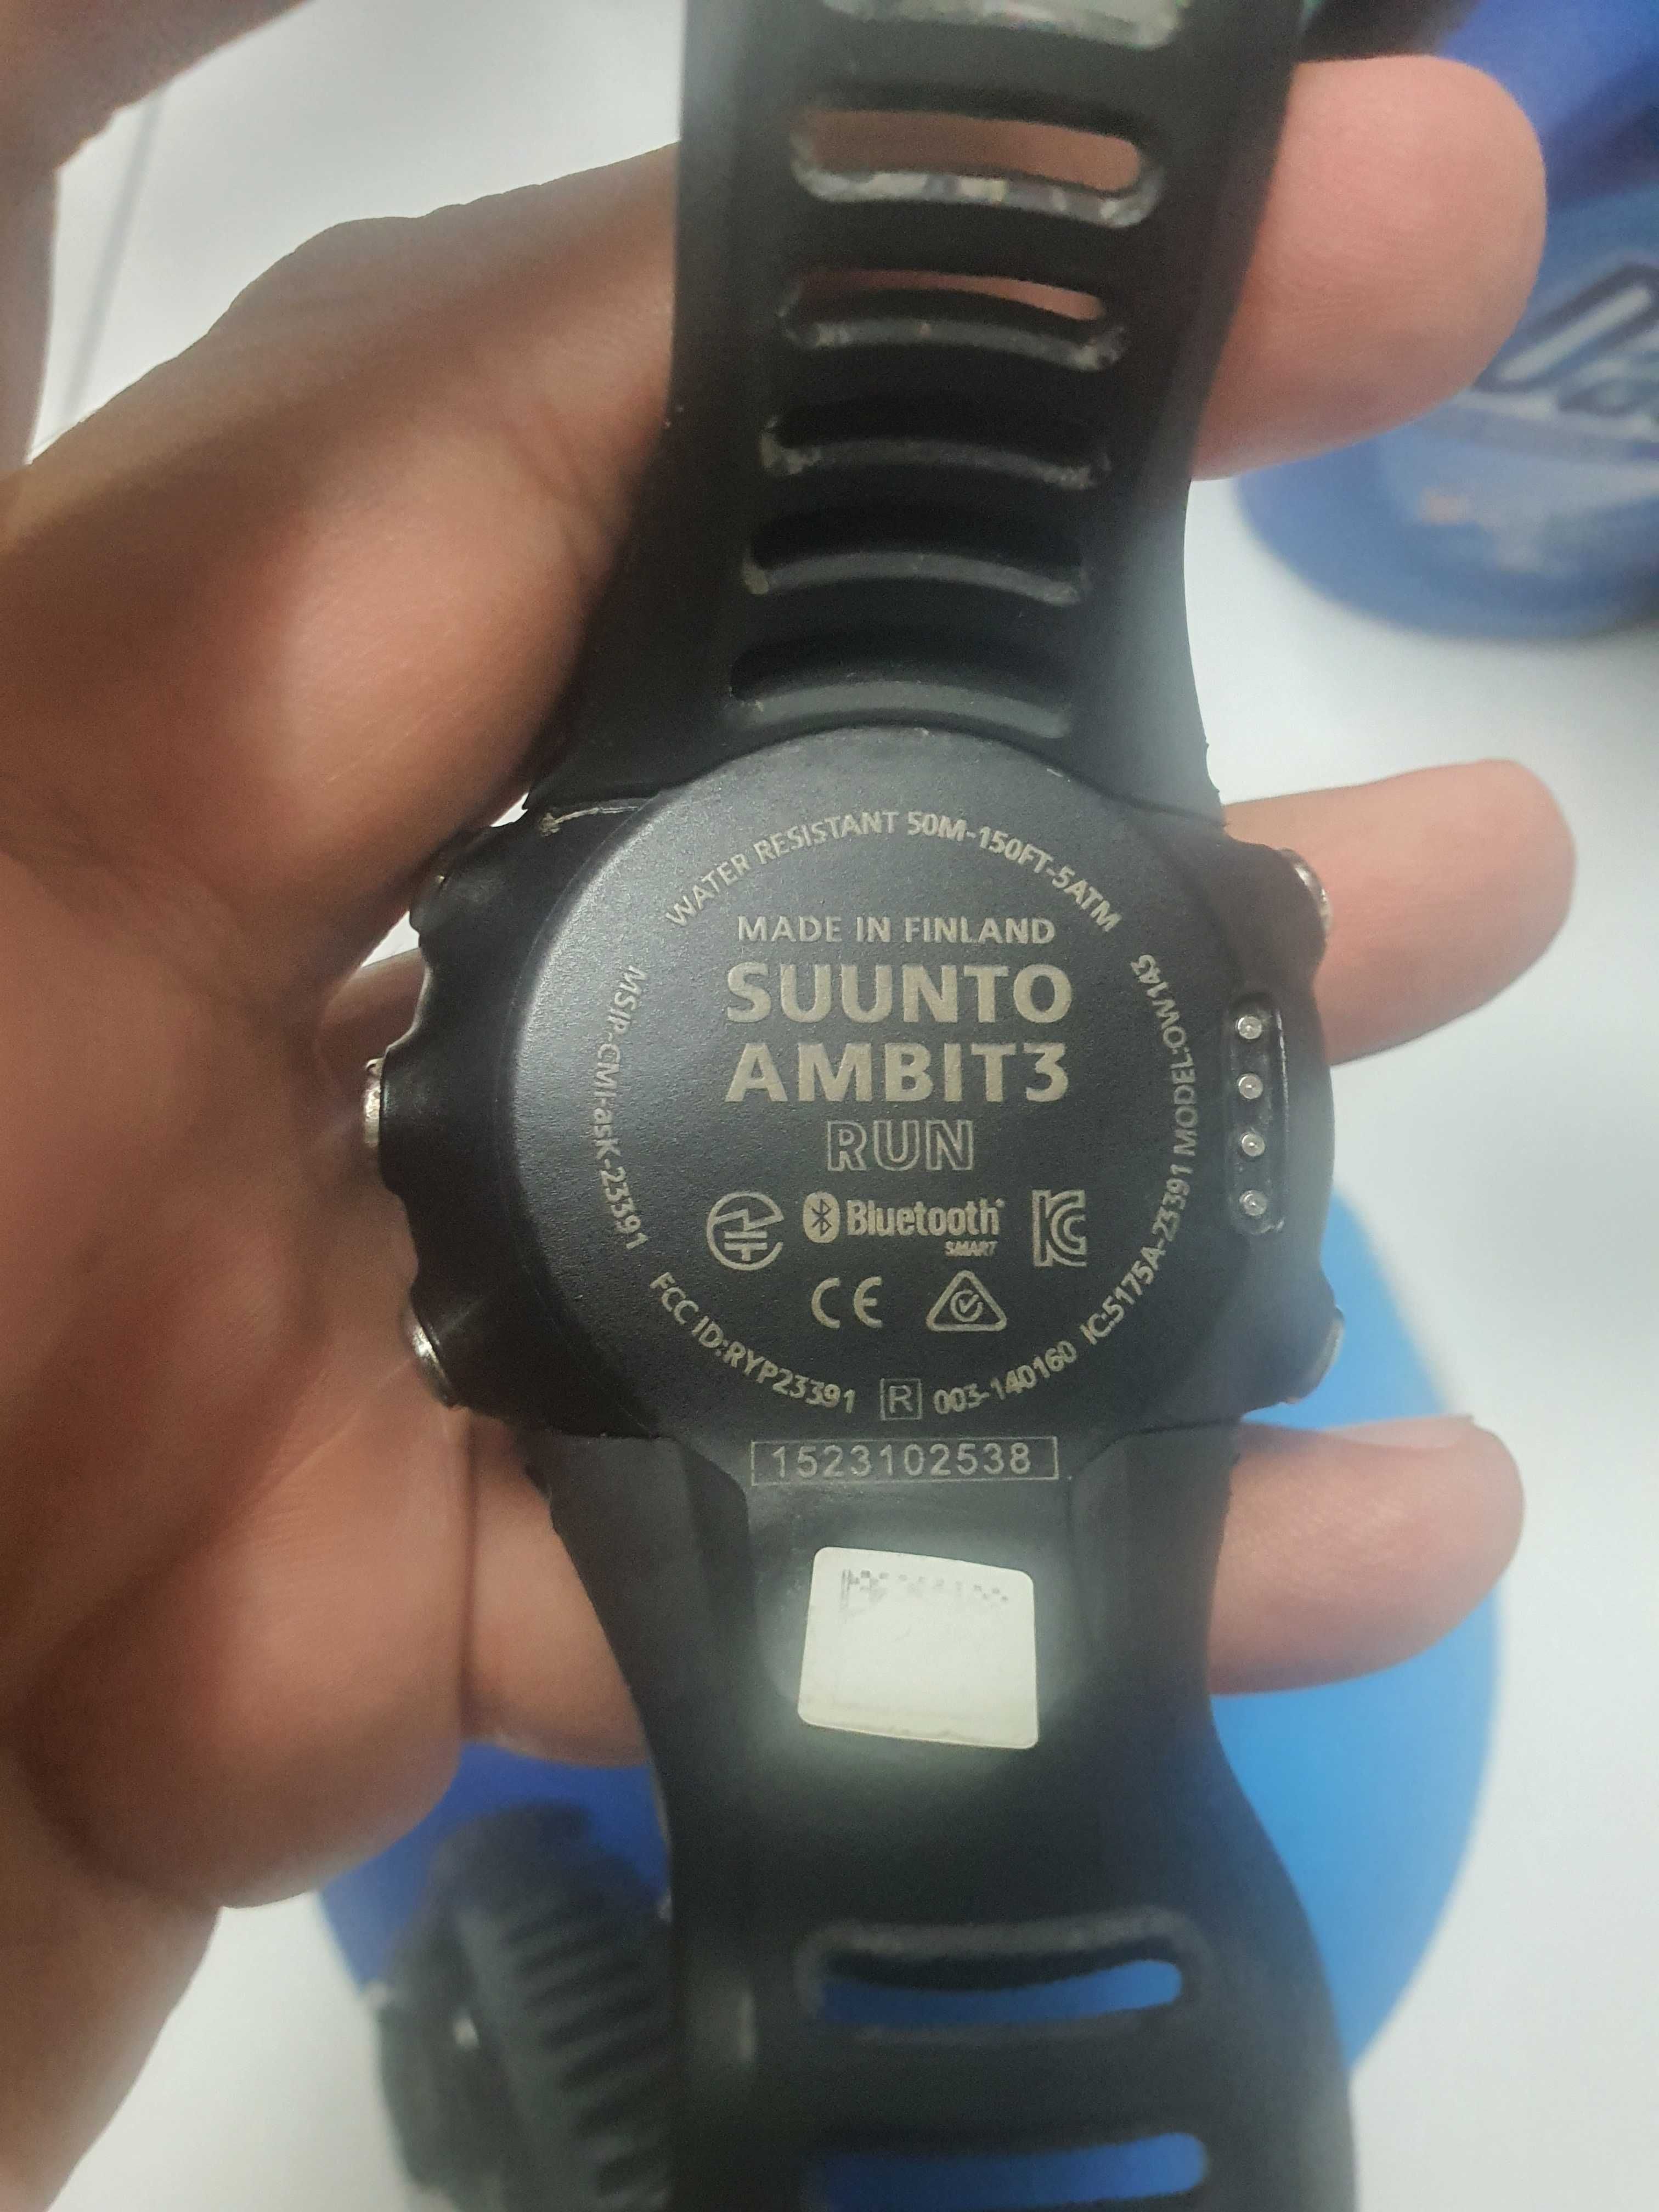 WATER RESISTANT 50M-150FT-5ATM
MADE IN FINLAND
SUUNTO
AMBIT3
RUN
Bluetooth®
SMART
KC
CE
MSIP-CMI-asK-23391
FCC ID:RYP23391
R 003-140160
IC:5175A-23391 MODEL:OW143
1523102538